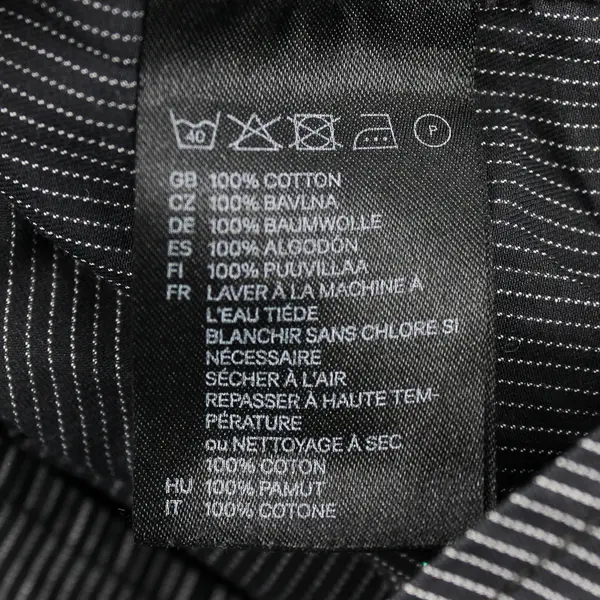 40
P
GB 100% COTTON
CZ 100% BAVLNA
DE 100% BAUMWOLLE
ES 100% ALGODÓN
FI 100% PUUVILLAA
FR LAVER À LA MACHINE À
L'EAU TIÉDE
BLANCHIR SANS CHLORE SI
NÉCESSAIRE
SÉCHER À L'AIR
REPASSER À HAUTE TEM-
PÉRATURE
ou NETTOYAGE À SEC
100% COTON
HU 100% PAMUT
IT 100% COTONE